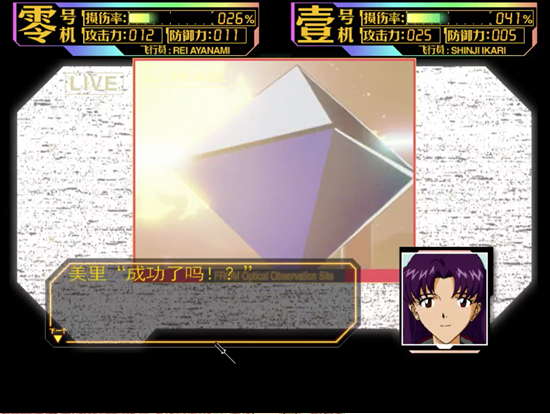 零号机 损伤率: 026%
攻击力:012 防御力:011
飞行员:REI AYANAMI
壹号机 损伤率: 041%
攻击力:025 防御力:005
飞行员:SHINJI IKARI
LIVE
美里“成功了吗！？”
Optical Observation Site